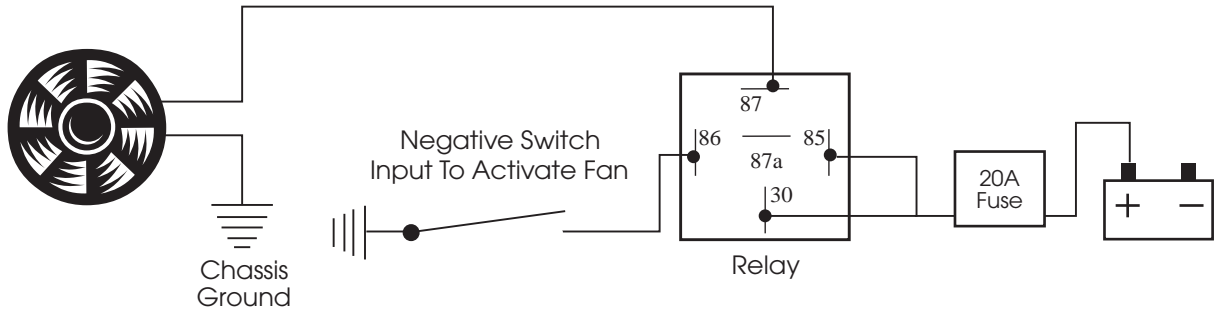 Negative Switch
Input To Activate Fan
Chassis
Ground
87
86
85
87a
30
Relay
20A
Fuse
+
−